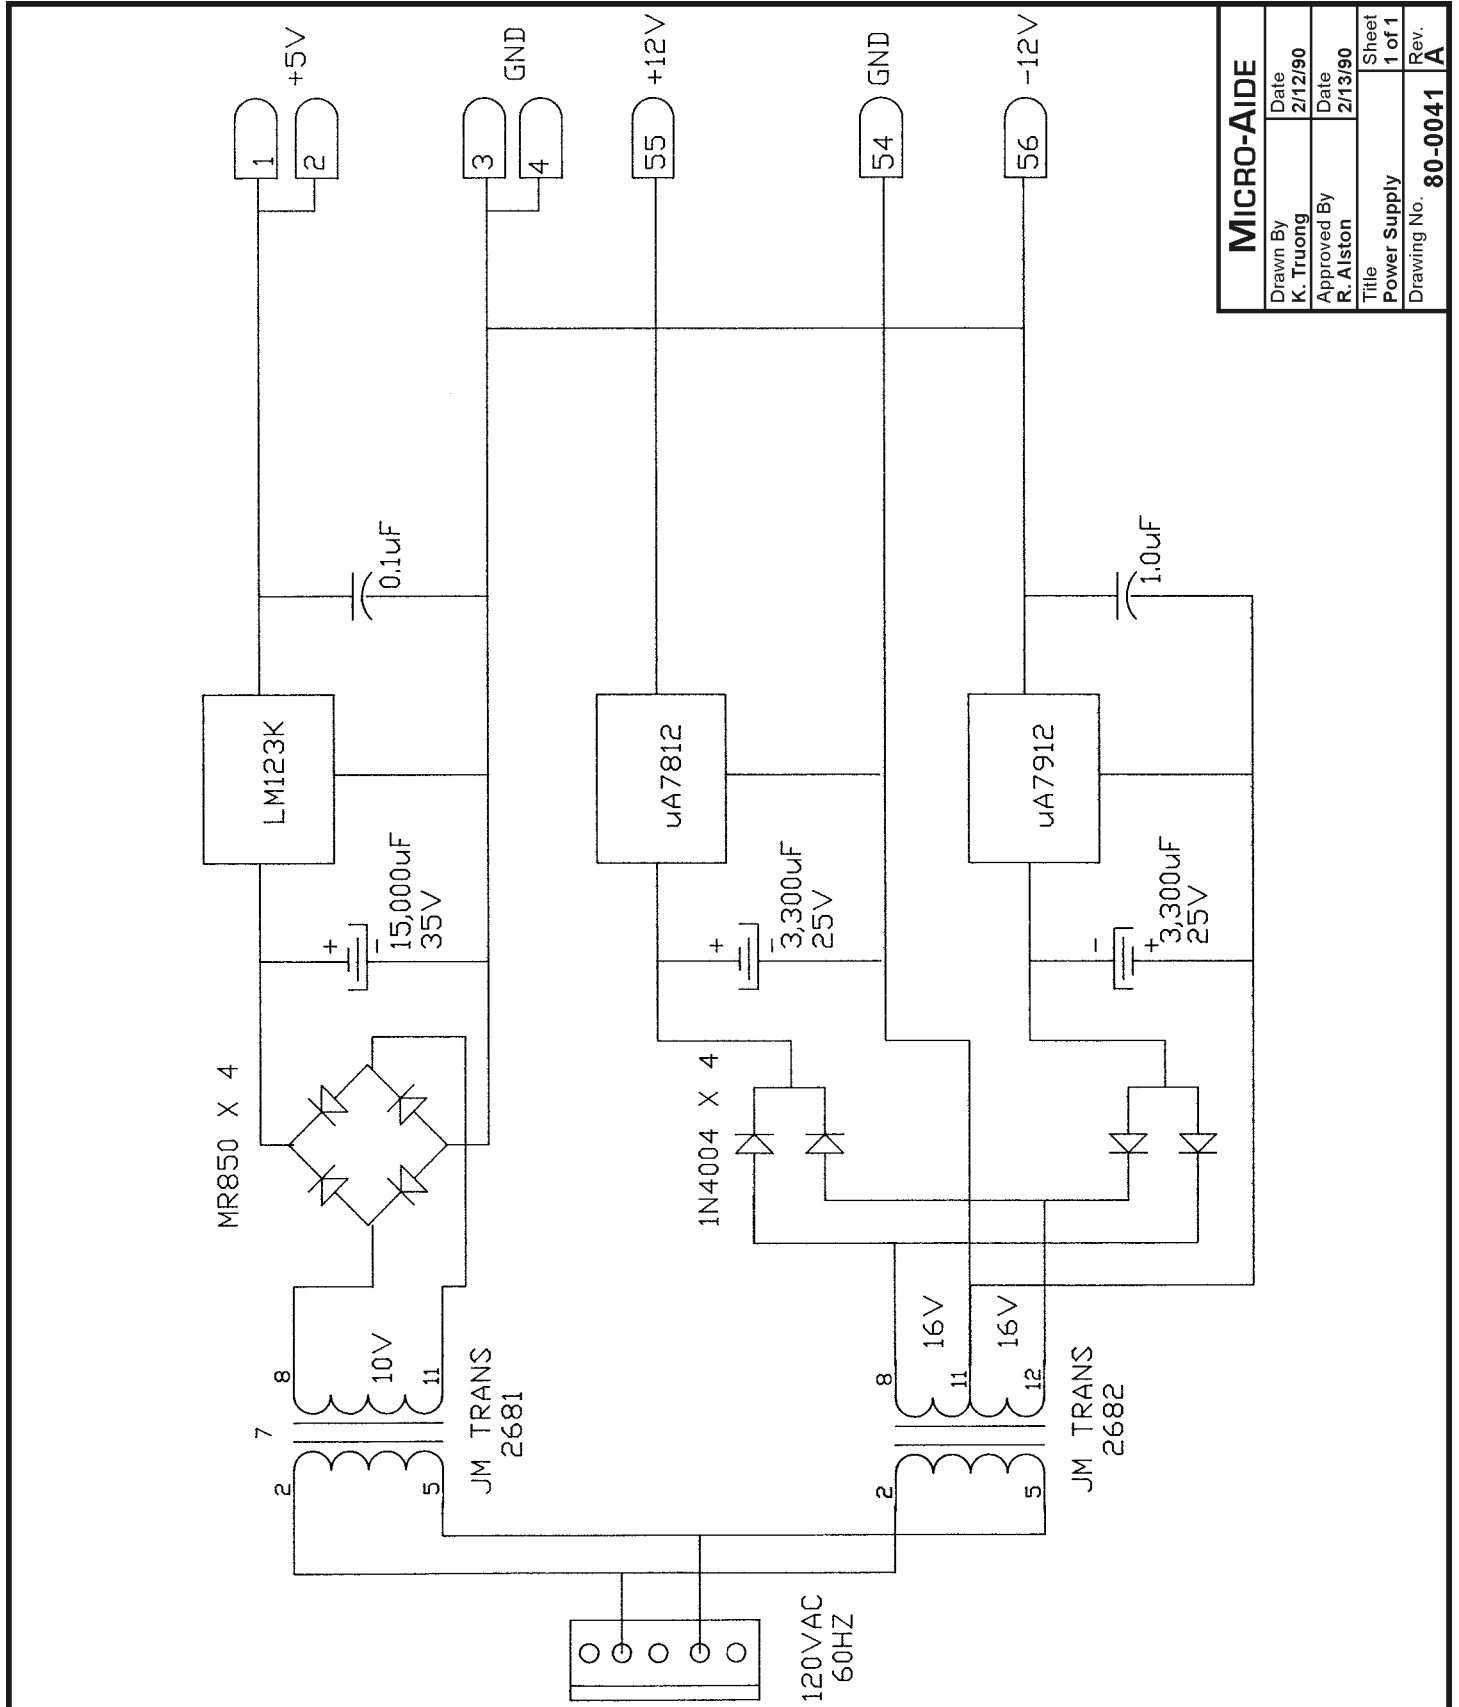 120VAC
60HZ
2
5
7
8
10V
11
JM TRANS
2681
MR850 X 4
+
-
15,000uF
35V
LM123K
0.1uF
1
2
+5V
3
4
GND
2
5
8
16V
11
16V
12
JM TRANS
2682
1N4004 X 4
+
-
3,300uF
25V
uA7812
55
+12V
54
GND
-
+
3,300uF
25V
uA7912
1.0uF
56
-12V
MICRO-AIDE
Drawn By
K. Truong
Date
2/12/90
Approved By
R. Alston
Date
2/13/90
Title
Power Supply
Sheet
1 of 1
Drawing No.
80-0041
Rev.
A